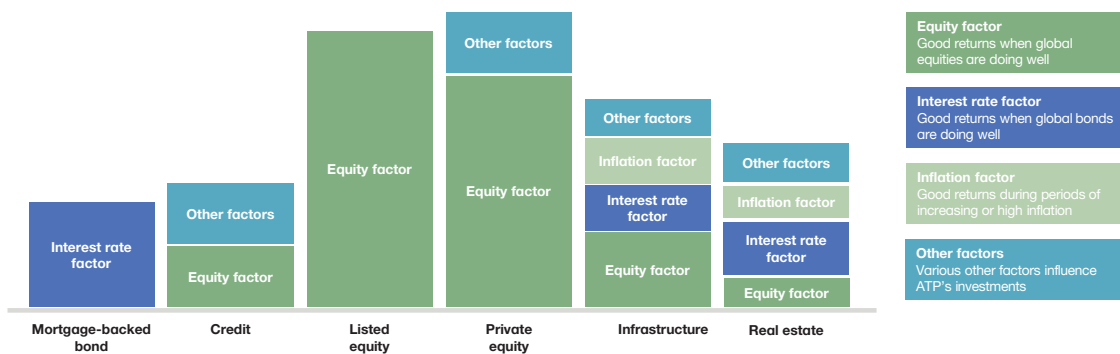 Interest rate
factor
Other factors
Equity factor
Equity factor
Other factors
Equity factor
Other factors
Inflation factor
Interest rate
factor
Equity factor
Other factors
Inflation factor
Interest rate
factor
Equity factor
Mortgage-backed
bond
Credit
Listed
equity
Private
equity
Infrastructure
Real estate
Equity factor
Good returns when global
equities are doing well
Interest rate factor
Good returns when global bonds
are doing well
Inflation factor
Good returns during periods of
increasing or high inflation
Other factors
Various other factors influence
ATP's investments